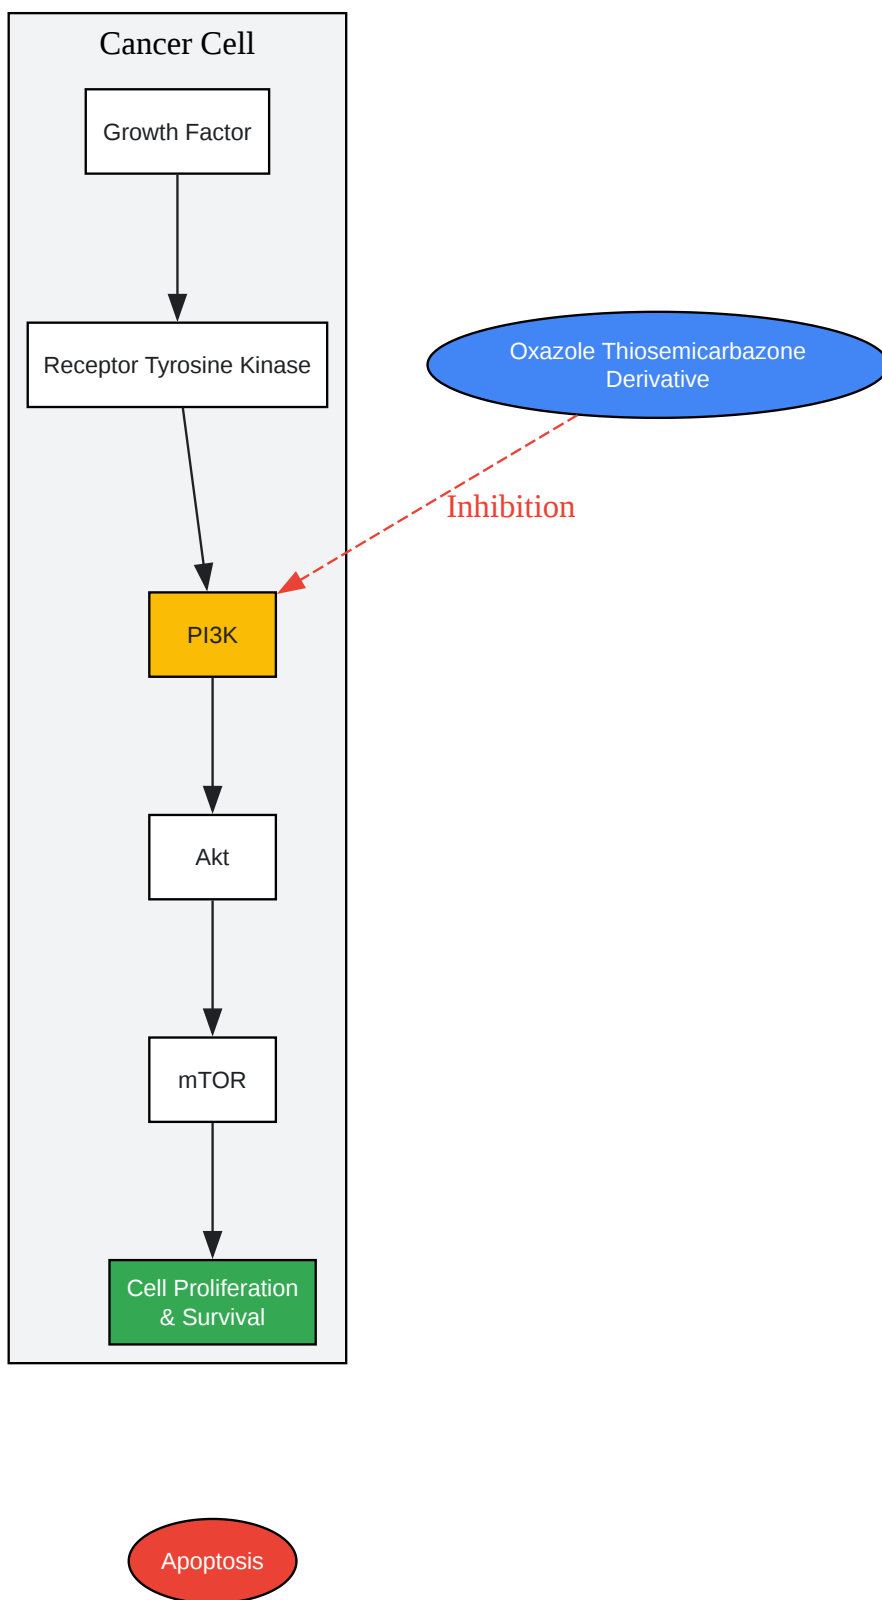 Cancer Cell
Growth Factor
Receptor Tyrosine Kinase
Oxazole Thiosemicarbazone
Derivative
Inhibition
PI3K
Akt
mTOR
Cell Proliferation
& Survival
Apoptosis